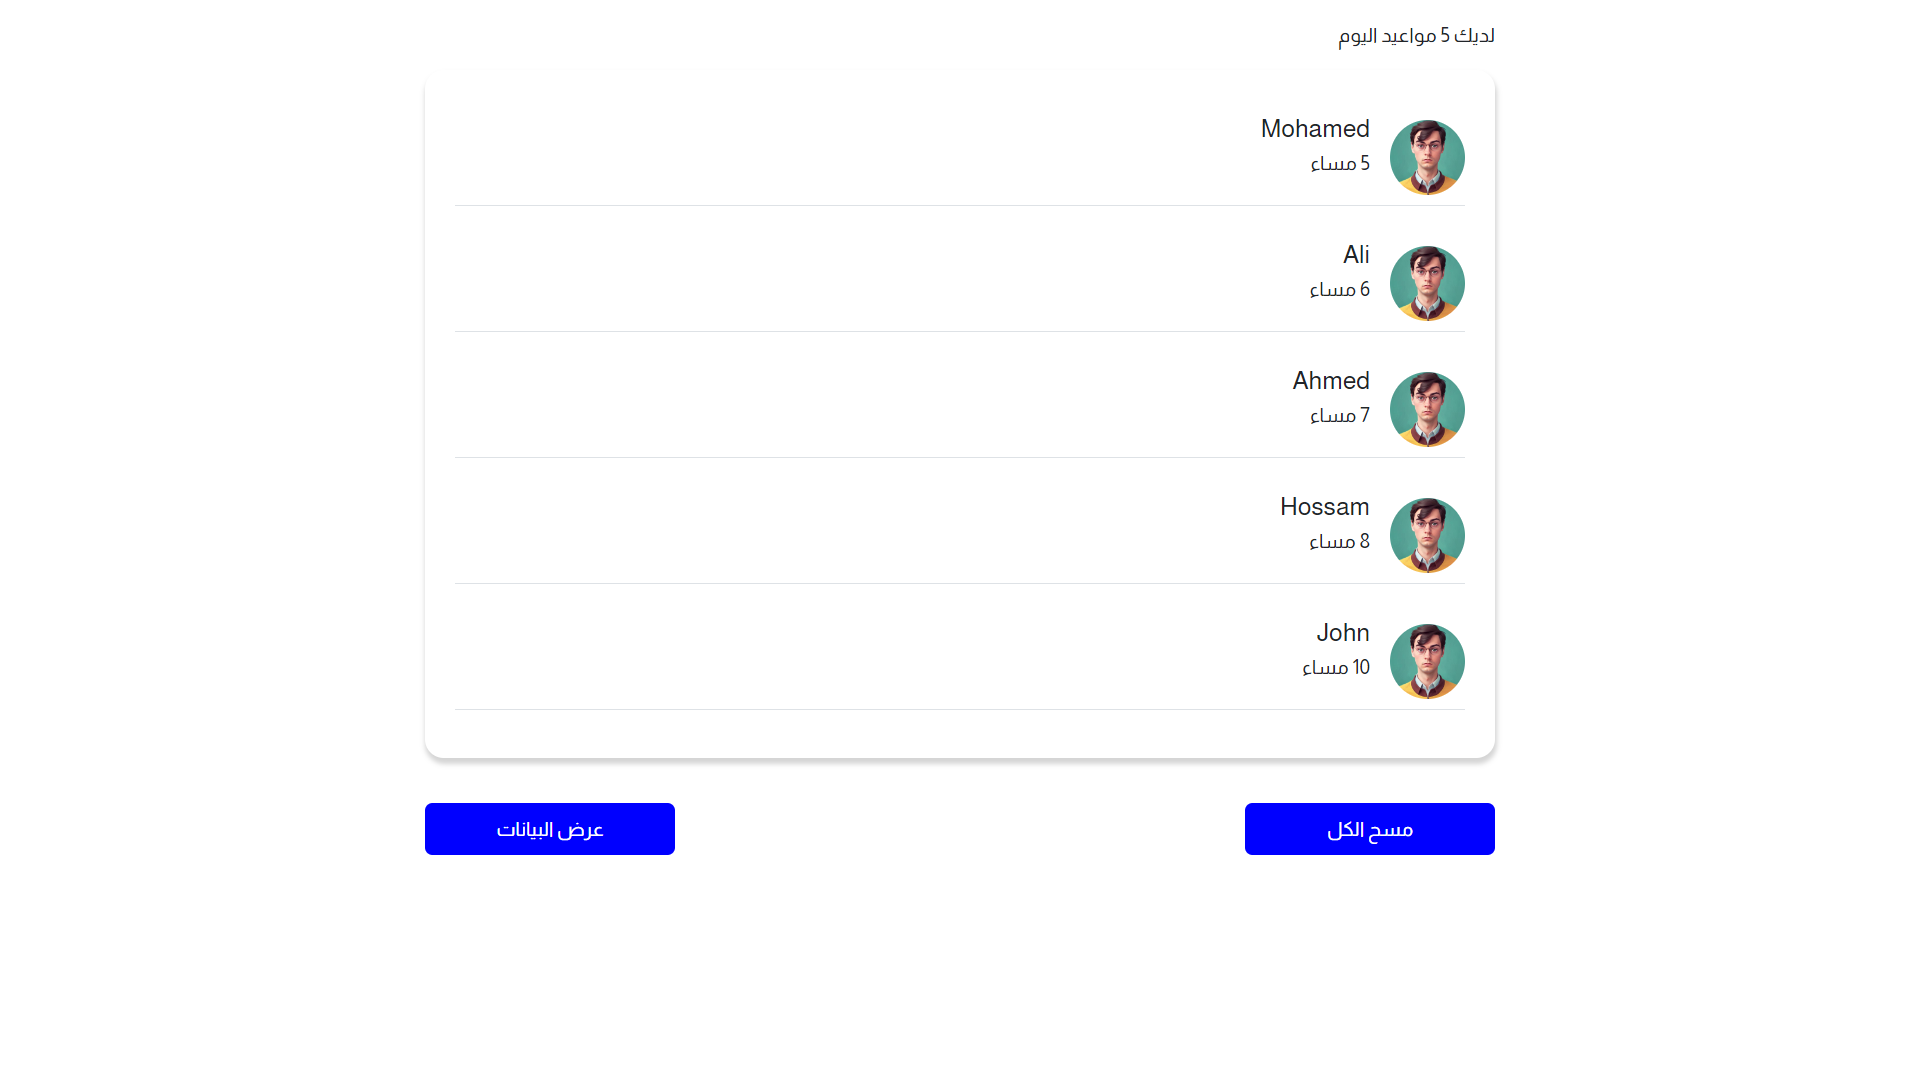 لديك 5 مواعيد اليوم
Mohamed
5 مساء
Ali
6 مساء
Ahmed
7 مساء
Hossam
8 مساء
John
10 مساء
مسح الكل
عرض البيانات